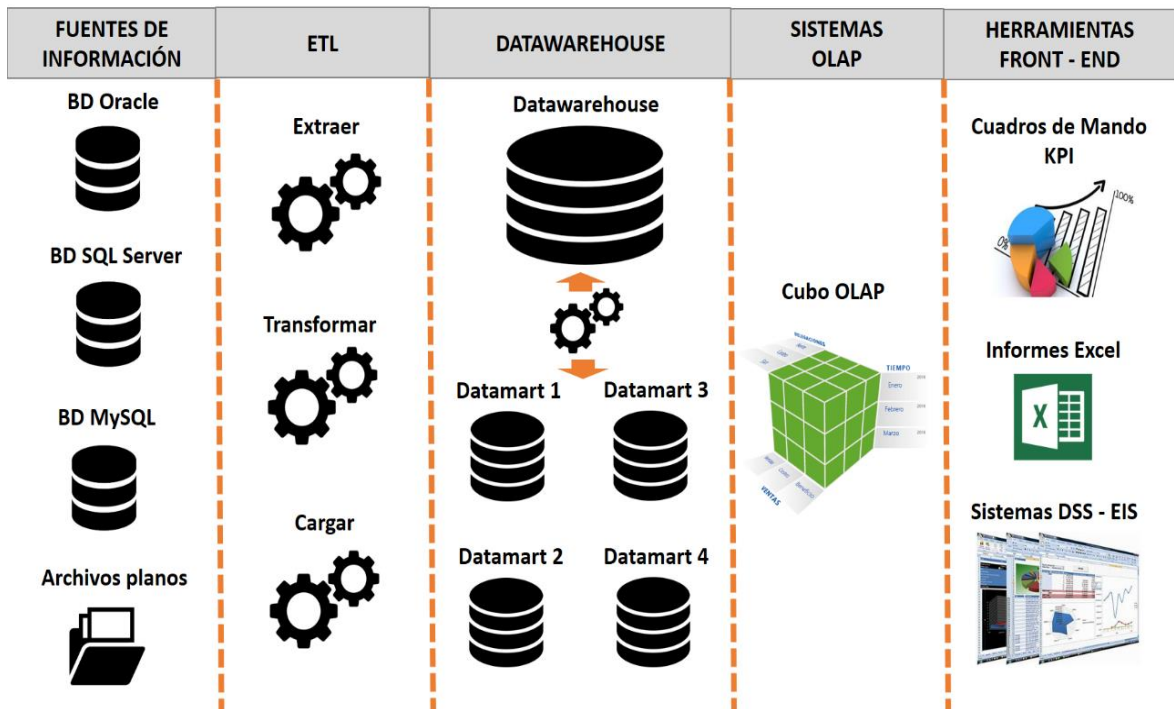 FUENTES DE
INFORMACIÓN
ETL
DATAWAREHOUSE
SISTEMAS
OLAP
HERRAMIENTAS
FRONT - END
BD Oracle
BD SQL Server
BD MySQL
Archivos planos
Extraer
Transformar
Cargar
Datawarehouse
Datamart 1
Datamart 3
Datamart 2
Datamart 4
Cubo OLAP
TIEMPO
Enero
Febrero
Marzo
VENTAS
Beneficios
Cuadros de Mando
KPI
0%
100%
Informes Excel
X
Sistemas DSS - EIS